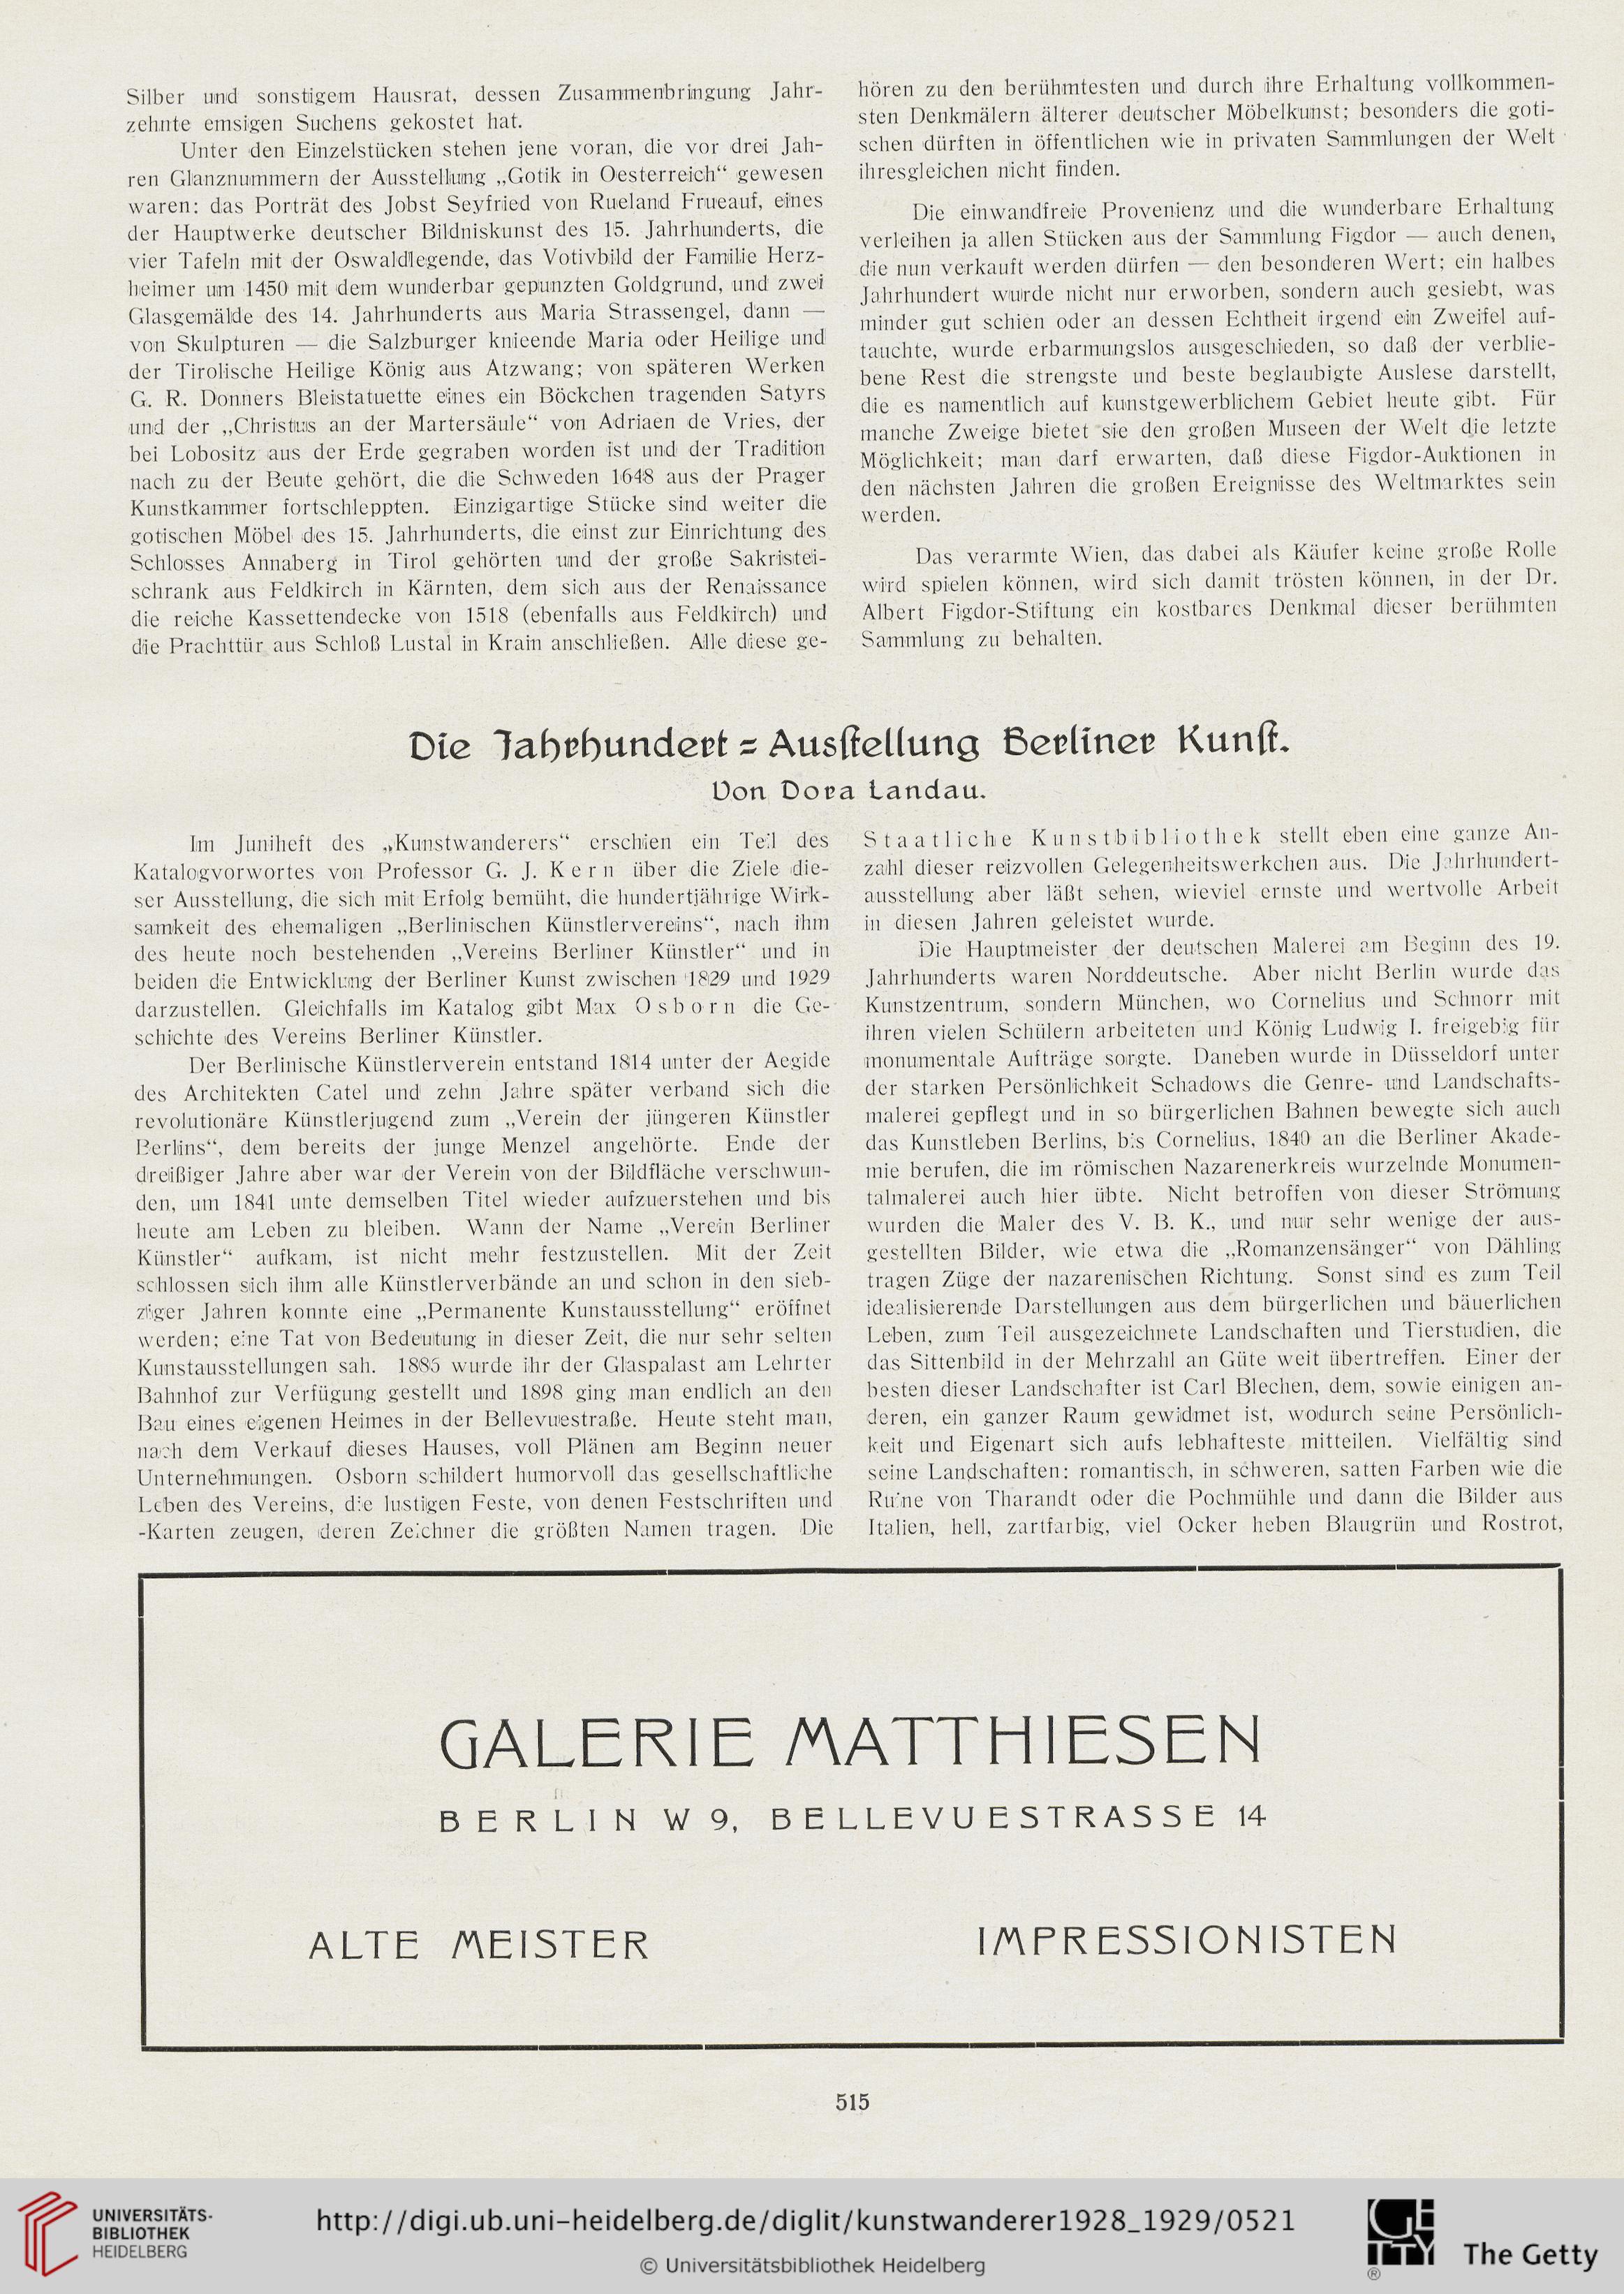 Silber und sonstigem Hausrat, dessen Zusammenbringung Jahr-
zehnte emsigen Suchens gekostet hat.
Unter den Einzelstücken stehen jene voran, die vor drei Jah-
ren Glanznummern der Ausstellung „Gotik in Oesterreich“ gewesen
waren: das Porträt des Jobst Seyfried von Rueland Frueauf, eines
der Hauptwerke deutscher Bildniskunst des 15. Jahrhunderts, die
vier Tafeln mit der Oswaldlegende, das Votivbild der Familie Herz-
heimer um 1450 mit dem wunderbar gepunzten Goldgrund, und zwei
Glasgemälde des 14. Jahrhunderts aus Maria Strassengel, dann —
von Skulpturen — die Salzburger knieende Maria oder Heilige und
der Tirolische Heilige König aus Atzwang; von späteren Werken
G. R. Donners Bleistatuette eines ein Böckchen tragenden Satyrs
und der „Christus an der Martersäule“ von Adriaen de Vries, der
bei Lobositz aus der Erde gegraben worden ist und der Tradition
nach zu der Beute gehört, die die Schweden 1648 aus der Prager
Kunstkammer fortschleppten. Einzigartige Stücke sind weiter die
gotischen Möbel des 15. Jahrhunderts, die einst zur Einrichtung des
Schlosses Annaberg in Tirol gehörten und der große Sakristei-
schrank aus Feldkirch in Kärnten, dem sich aus der Renaissance
die reiche Kassettendecke von 1518 (ebenfalls aus Feldkirch) und
die Prachttür aus Schloß Lustal in Krain anschließen. Alle diese ge-
hören zu den berühmtesten und durch ihre Erhaltung vollkommen-
sten Denkmälern älterer deutscher Möbelkunst; besonders die goti-
schen dürften in öffentlichen wie in privaten Sammlungen der Welt
ihresgleichen nicht finden.
Die einwandfreie Provenienz und die wunderbare Erhaltung
verleihen ja allen Stücken aus der Sammlung Figdor — auch denen,
die nun verkauft werden dürfen — den besonderen Wert; ein halbes
Jahrhundert wurde nicht nur erworben, sondern auch gesiebt, was
minder gut schien oder an dessen Echtheit irgend ein Zweifel auf-
tauchte, wurde erbarmungslos ausgeschieden, so daß der verblie-
bene Rest die strengste und beste beglaubigte Auslese darstellt,
die es namentlich auf kunstgewerblichem Gebiet heute gibt. Für
manche Zweige bietet sie den großen Museen der Welt die letzte
Möglichkeit; man darf erwarten, daß diese Figdor-Auktionen in
den nächsten Jahren die großen Ereignisse des Weltmarktes sein
werden.
Das verarmte Wien, das dabei als Käufer keine große Rolle
wird spielen können, wird sich damit trösten können, in der Dr.
Albert Figdor-Stiftung ein kostbares Denkmal dieser berühmten
Sammlung zu behalten.
Die Jahrhundert=Ausstellung Berliner Kunst.
Von Dora Landau.
Im Juniheft des „Kunstwanderers“ erschien ein Teil des
Katalogvorwortes von Professor G. J. Kern über die Ziele die-
ser Ausstellung, die sich mit Erfolg bemüht, die hundertjährige Wirk-
samkeit des ehemaligen „Berlinischen Künstlervereins“, nach ihm
des heute noch bestehenden „Vereins Berliner Künstler“ und in
beiden die Entwicklung der Berliner Kunst zwischen 1829 und 1929
darzustellen. Gleichfalls im Katalog gibt Max Osborn die Ge-
schichte des Vereins Berliner Künstler.
Der Berlinische Künstlerverein entstand 1814 unter der Aegide
des Architekten Catel und zehn Jahre später verband sich die
revolutionäre Künstlerjugend zum „Verein der jüngeren Künstler
Berlins“, dem bereits der junge Menzel angehörte. Ende der
dreißiger Jahre aber war der Verein von der Bildfläche verschwun-
den, um 1841 unte demselben Titel wieder aufzuerstehen und bis
heute am Leben zu bleiben. Wann der Name „Verein Berliner
Künstler“ aufkam, ist nicht mehr festzustellen. Mit der Zeit
schlossen sich ihm alle Künstlerverbände an und schon in den sieb-
ziger Jahren konnte eine „Permanente Kunstausstellung“ eröffnet
werden; eine Tat von Bedeutung in dieser Zeit, die nur sehr selten
Kunstausstellungen sah. 1885 wurde ihr der Glaspalast am Lehrter
Bahnhof zur Verfügung gestellt und 1898 ging man endlich an den
Bau eines eigenen Heimes in der Bellevuestraße. Heute steht man,
nach dem Verkauf dieses Hauses, voll Plänen am Beginn neuer
Unternehmungen. Osborn schildert humorvoll das gesellschaftliche
Leben des Vereins, die lustigen Feste, von denen Festschriften und
-Karten zeugen, deren Zeichner die größten Namen tragen. Die
Staatliche Kunstbibliothek stellt eben eine ganze An-
zahl dieser reizvollen Gelegenheitswerkchen aus. Die Jahrhundert-
ausstellung aber läßt sehen, wieviel ernste und wertvolle Arbeit
in diesen Jahren geleistet wurde.
Die Hauptmeister der deutschen Malerei am Beginn des 19.
Jahrhunderts waren Norddeutsche. Aber nicht Berlin wurde das
Kunstzentrum, sondern München, wo Cornelius und Schnorr mit
ihren vielen Schülern arbeiteten und König Ludwig I. freigebig für
monumentale Aufträge sorgte. Daneben wurde in Düsseldorf unter
der starken Persönlichkeit Schadows die Genre- und Landschafts-
malerei gepflegt und in so bürgerlichen Bahnen bewegte sich auch
das Kunstleben Berlins, bis Cornelius, 1840 an die Berliner Akade-
mie berufen, die im römischen Nazarenerkreis wurzelnde Monumen-
talmalerei auch hier übte. Nicht betroffen von dieser Strömung
wurden die Maler des V. B. K., und nur sehr wenige der aus-
gestellten Bilder, wie etwa die „Romanzensänger“ von Dähling
tragen Züge der nazarenischen Richtung. Sonst sind es zum Teil
idealisierende Darstellungen aus dem bürgerlichen und bäuerlichen
Leben, zum Teil ausgezeichnete Landschaften und Tierstudien, die
das Sittenbild in der Mehrzahl an Güte weit übertreffen. Einer der
besten dieser Landschafter ist Carl Blechen, dem, sowie einigen an-
deren, ein ganzer Raum gewidmet ist, wodurch seine Persönlich-
keit und Eigenart sich aufs lebhafteste mitteilen. Vielfältig sind
seine Landschaften: romantisch, in schweren, satten Farben wie die
Ruine von Tharandt oder die Pochmühle und dann die Bilder aus
Italien, hell, zartfarbig, viel Ocker heben Blaugrün und Rostrot,
GALERIE MATTHIESEN
BERLIN W 9, BELLEVUESTRASSE 14
ALTE MEISTER IMPRESSIONISTEN
515
UNIVERSITÄTS-
BIBLIOTHEK
HEIDELBERG
http://digi.ub.uni-heidelberg.de/diglit/kunstwanderer1928_1929/0521
© Universitätsbibliothek Heidelberg
GETTY
®
The Getty